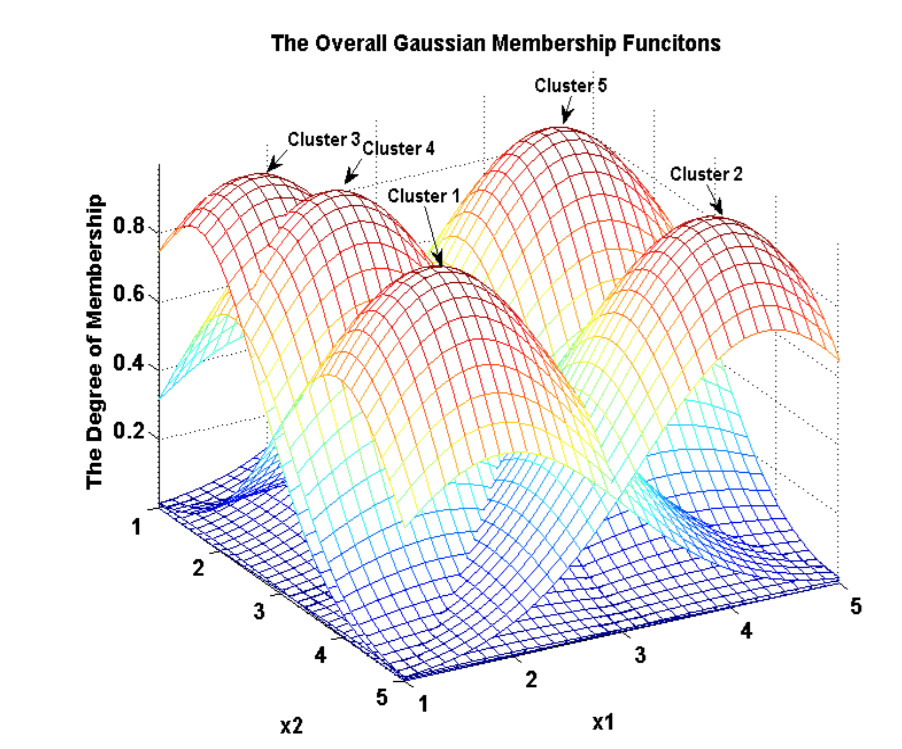 The Overall Gaussian Membership Funcitons
Cluster 5
Cluster 3
Cluster 4
Cluster 2
Cluster 1
The Degree of Membership
0.8
0.6
0.4
0.2
1
2
3
4
5
x2
1
2
3
4
5
x1